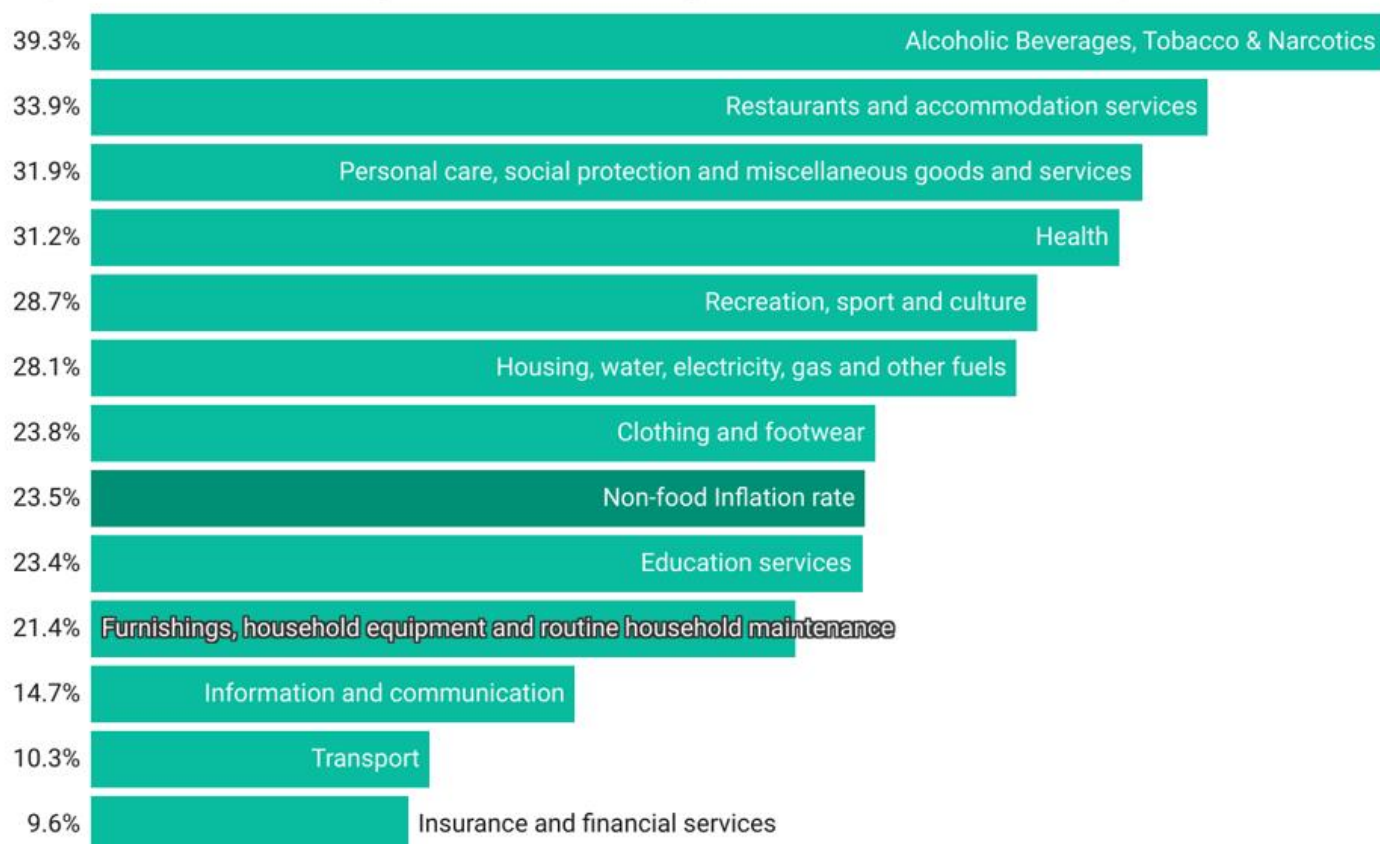 39.3% Alcoholic Beverages, Tobacco & Narcotics
33.9% Restaurants and accommodation services
31.9% Personal care, social protection and miscellaneous goods and services
31.2% Health
28.7% Recreation, sport and culture
28.1% Housing, water, electricity, gas and other fuels
23.8% Clothing and footwear
23.5% Non-food Inflation rate
23.4% Education services
21.4% Furnishings, household equipment and routine household maintenance
14.7% Information and communication
10.3% Transport
9.6% Insurance and financial services